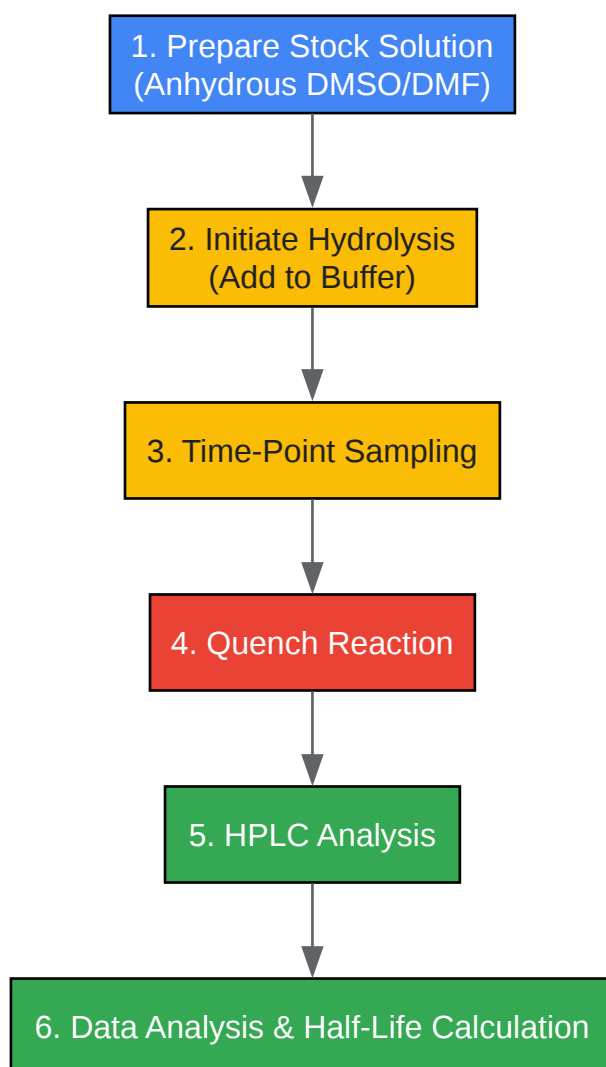 1. Prepare Stock Solution
(Anhydrous DMSO/DMF)
2. Initiate Hydrolysis
(Add to Buffer)
3. Time-Point Sampling
4. Quench Reaction
5. HPLC Analysis
6. Data Analysis & Half-Life Calculation